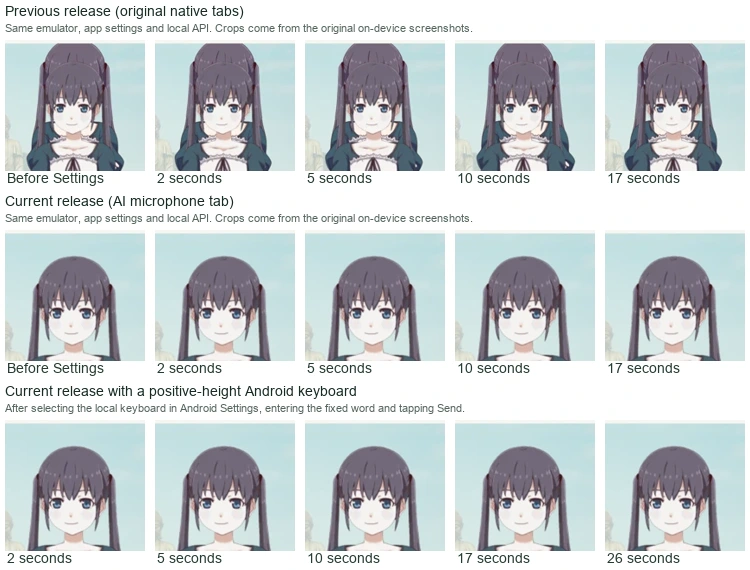 Previous release (original native tabs)
Same emulator, app settings and local API. Crops come from the original on-device screenshots.
Before Settings
2 seconds
5 seconds
10 seconds
17 seconds
Current release (AI microphone tab)
Same emulator, app settings and local API. Crops come from the original on-device screenshots.
Before Settings
2 seconds
5 seconds
10 seconds
17 seconds
Current release with a positive-height Android keyboard
After selecting the local keyboard in Android Settings, entering the fixed word and tapping Send.
2 seconds
5 seconds
10 seconds
17 seconds
26 seconds